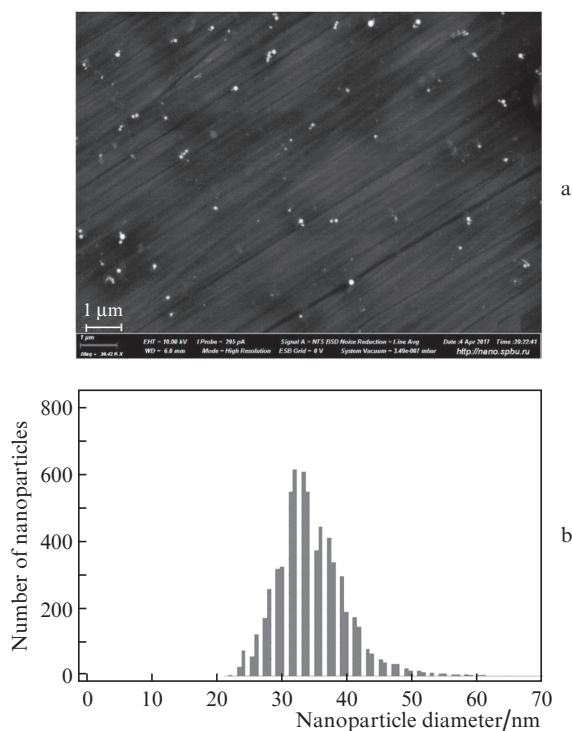 a
1 μm
1 μm
EHT = 10.00 kV I Probe = 295 pA Signal A = NTS BSD Noise Reduction = Line Avg Date :4 Apr 2017 Time :20:22:41
WD = 6.0 mm Mode = High Resolution ESB Grid = 0 V System Vacuum = 3.49e-007 mbar http://nano.spbu.ru
b
Number of nanoparticles
800
600
400
200
0
0 10 20 30 40 50 60 70
Nanoparticle diameter/nm